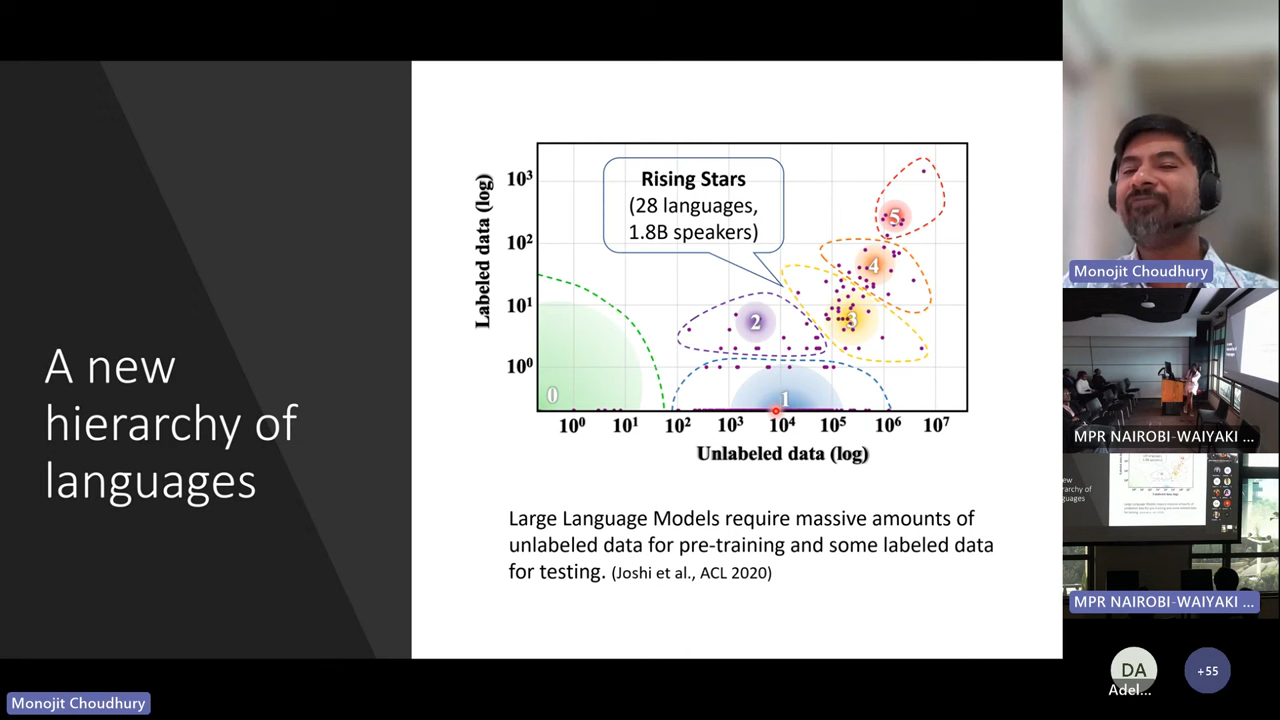 A new
hierarchy of
languages
Rising Stars
(28 languages,
1.8B speakers)
Labeled data (log)
10³
10²
10¹
10⁰
0
1
2
3
4
5
10⁰ 10¹ 10² 10³ 10⁴ 10⁵ 10⁶ 10⁷
Unlabeled data (log)
Large Language Models require massive amounts of
unlabeled data for pre-training and some labeled data
for testing. (Joshi et al., ACL 2020)
Monojit Choudhury
Monojit Choudhury
MPR NAIROBI-WAIYAKI ...
MPR NAIROBI-WAIYAKI ...
DA
Adel...
+55